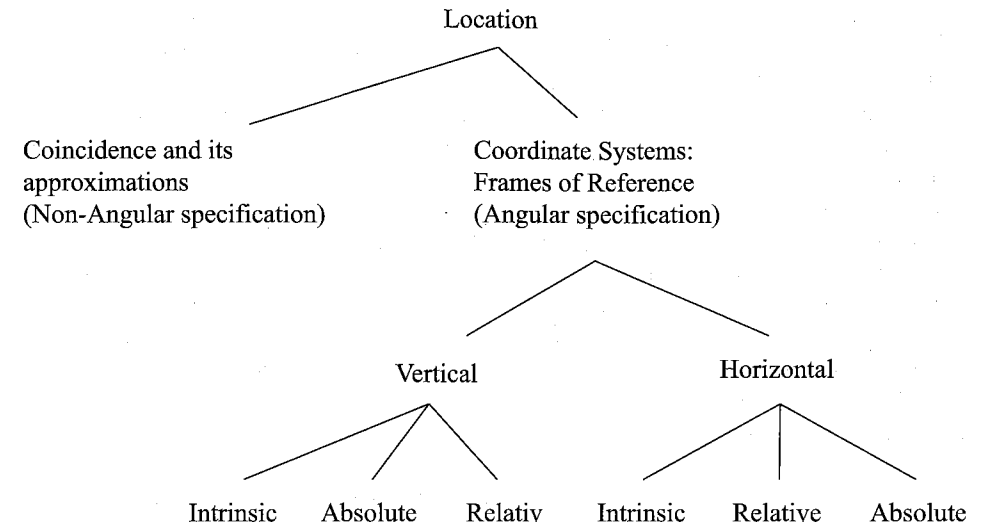 Location
Coincidence and its
approximations
(Non-Angular specification)
Coordinate Systems:
Frames of Reference
(Angular specification)
Vertical
Horizontal
Intrinsic Absolute Relativ Intrinsic Relative Absolute